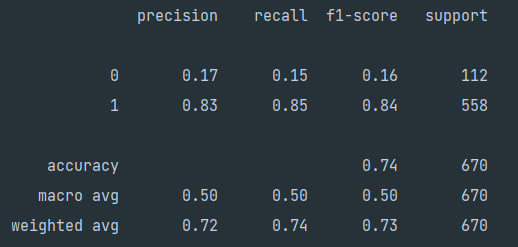 precision recall f1-score support
0 0.17 0.15 0.16 112
1 0.83 0.85 0.84 558
accuracy 0.74 670
macro avg 0.50 0.50 0.50 670
weighted avg 0.72 0.74 0.73 670